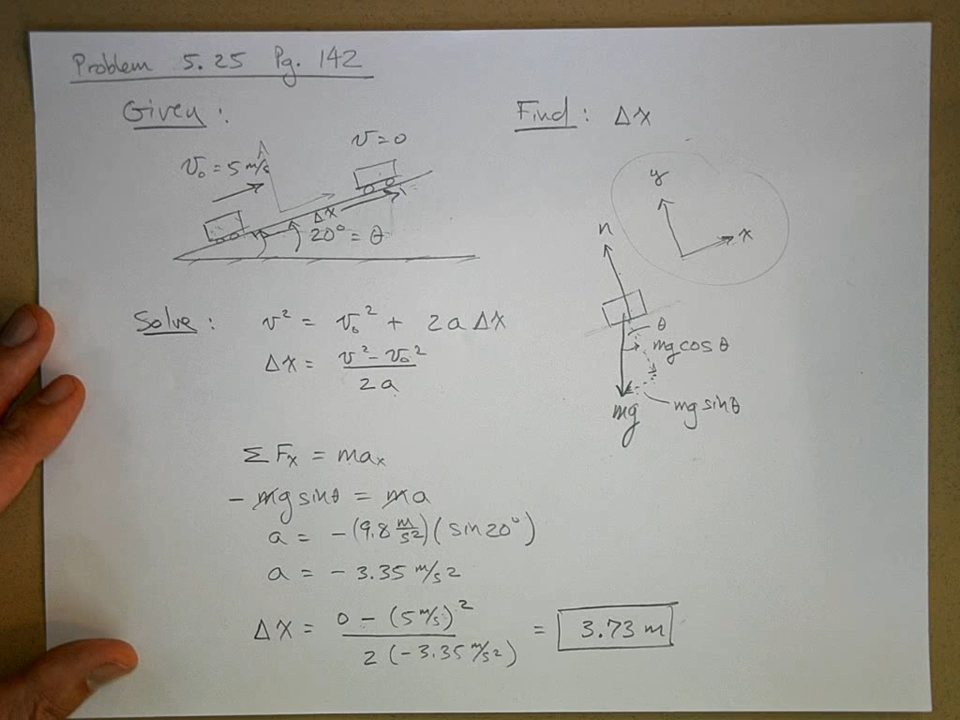 Problem 5.25 Pg. 142
Given:
Find: Δx
v₀ = 5 m/s
v = 0
Δx
20° = θ
y
x
n
θ
mg cos θ
mg sin θ
mg
Solve: v² = v₀² + 2aΔx
Δx = (v² - v₀²) / 2a
Σ Fx = max
- mg sin θ = ma
a = -(9.8 m/s²)(sin 20°)
a = - 3.35 m/s²
Δx = (0 - (5 m/s)²) / (2(-3.35 m/s²)) = 3.73 m